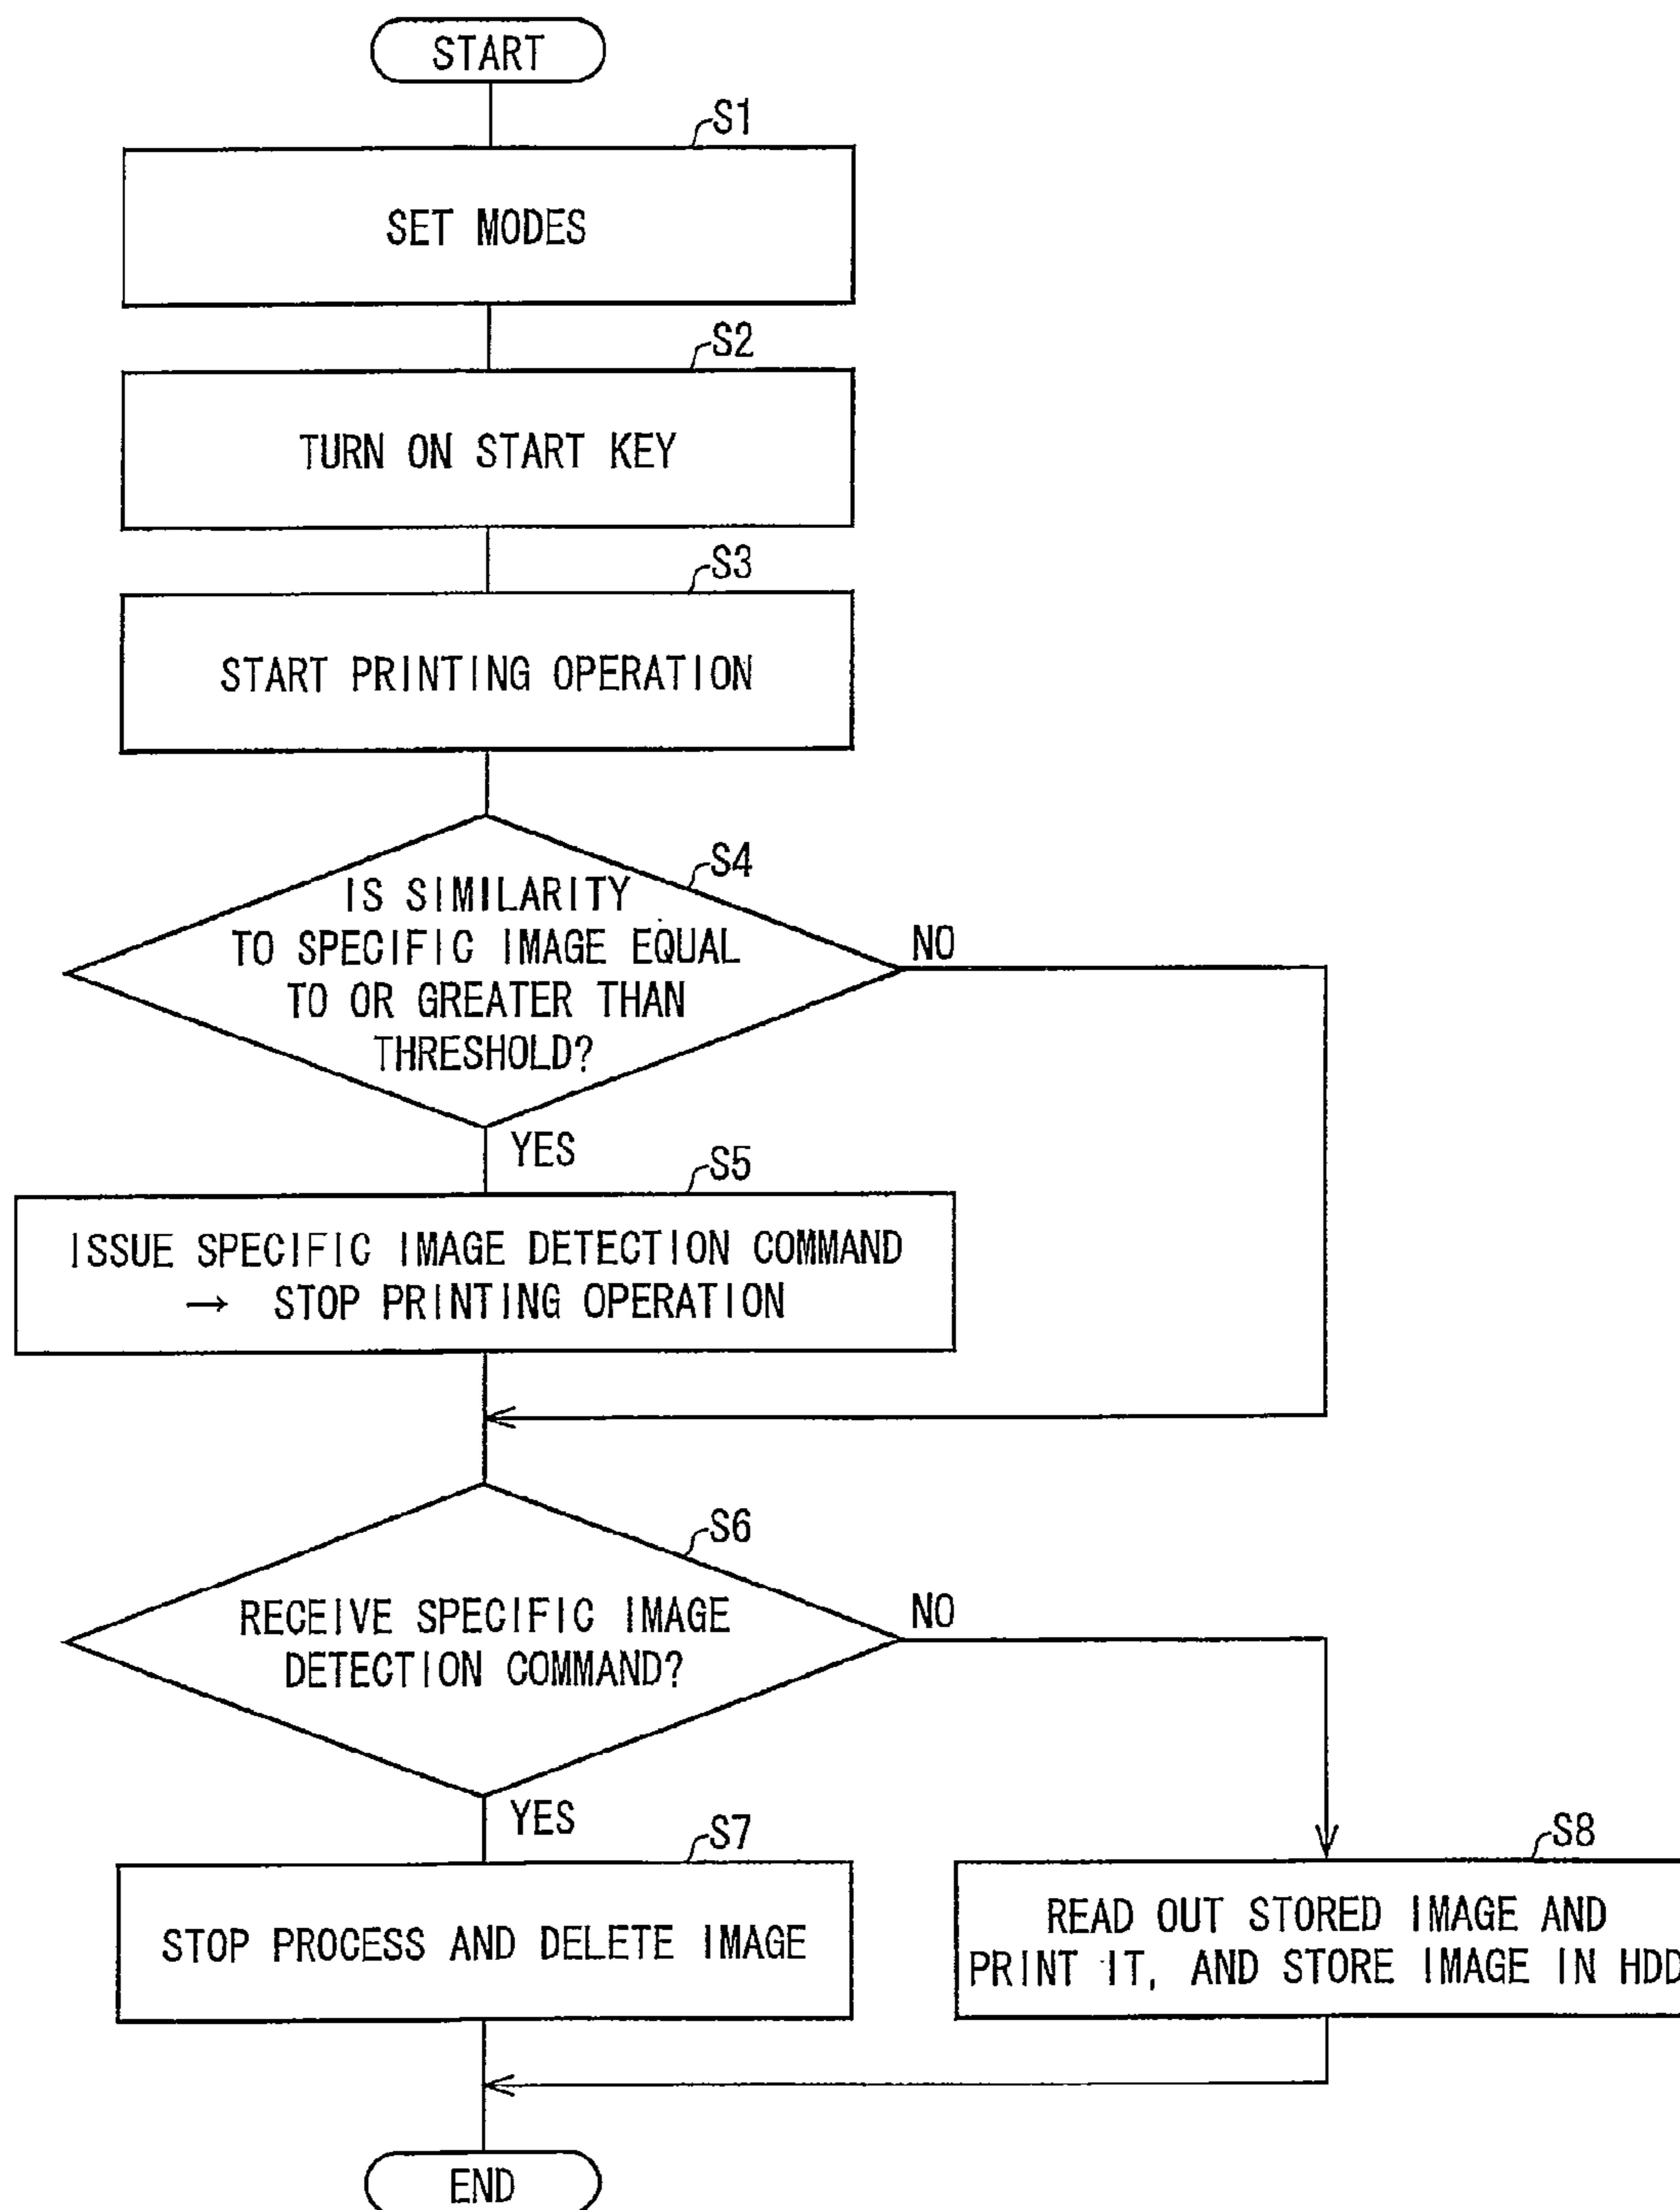 START
S1
SET MODES
S2
TURN ON START KEY
S3
START PRINTING OPERATION
S4
IS SIMILARITY
TO SPECIFIC IMAGE EQUAL
TO OR GREATER THAN
THRESHOLD?
NO
YES
S5
ISSUE SPECIFIC IMAGE DETECTION COMMAND
→ STOP PRINTING OPERATION
S6
RECEIVE SPECIFIC IMAGE
DETECTION COMMAND?
NO
YES
S7
STOP PROCESS AND DELETE IMAGE
S8
READ OUT STORED IMAGE AND
PRINT IT, AND STORE IMAGE IN HDD
END